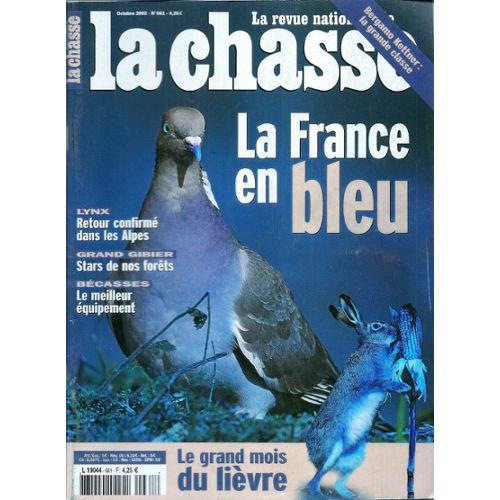 la chasse
Octobre 2002 - N° 661 - 4,25€
La revue nation
la chasse
Bergamo Kettner :
la grande classe
La France
en bleu
LYNX
Retour confirmé
dans les Alpes
GRAND GIBIER
Stars de nos forêts
BÉCASSES
Le meilleur
équipement
L 19044 - 661 - F: 4,25 €
Le grand mois
du lièvre